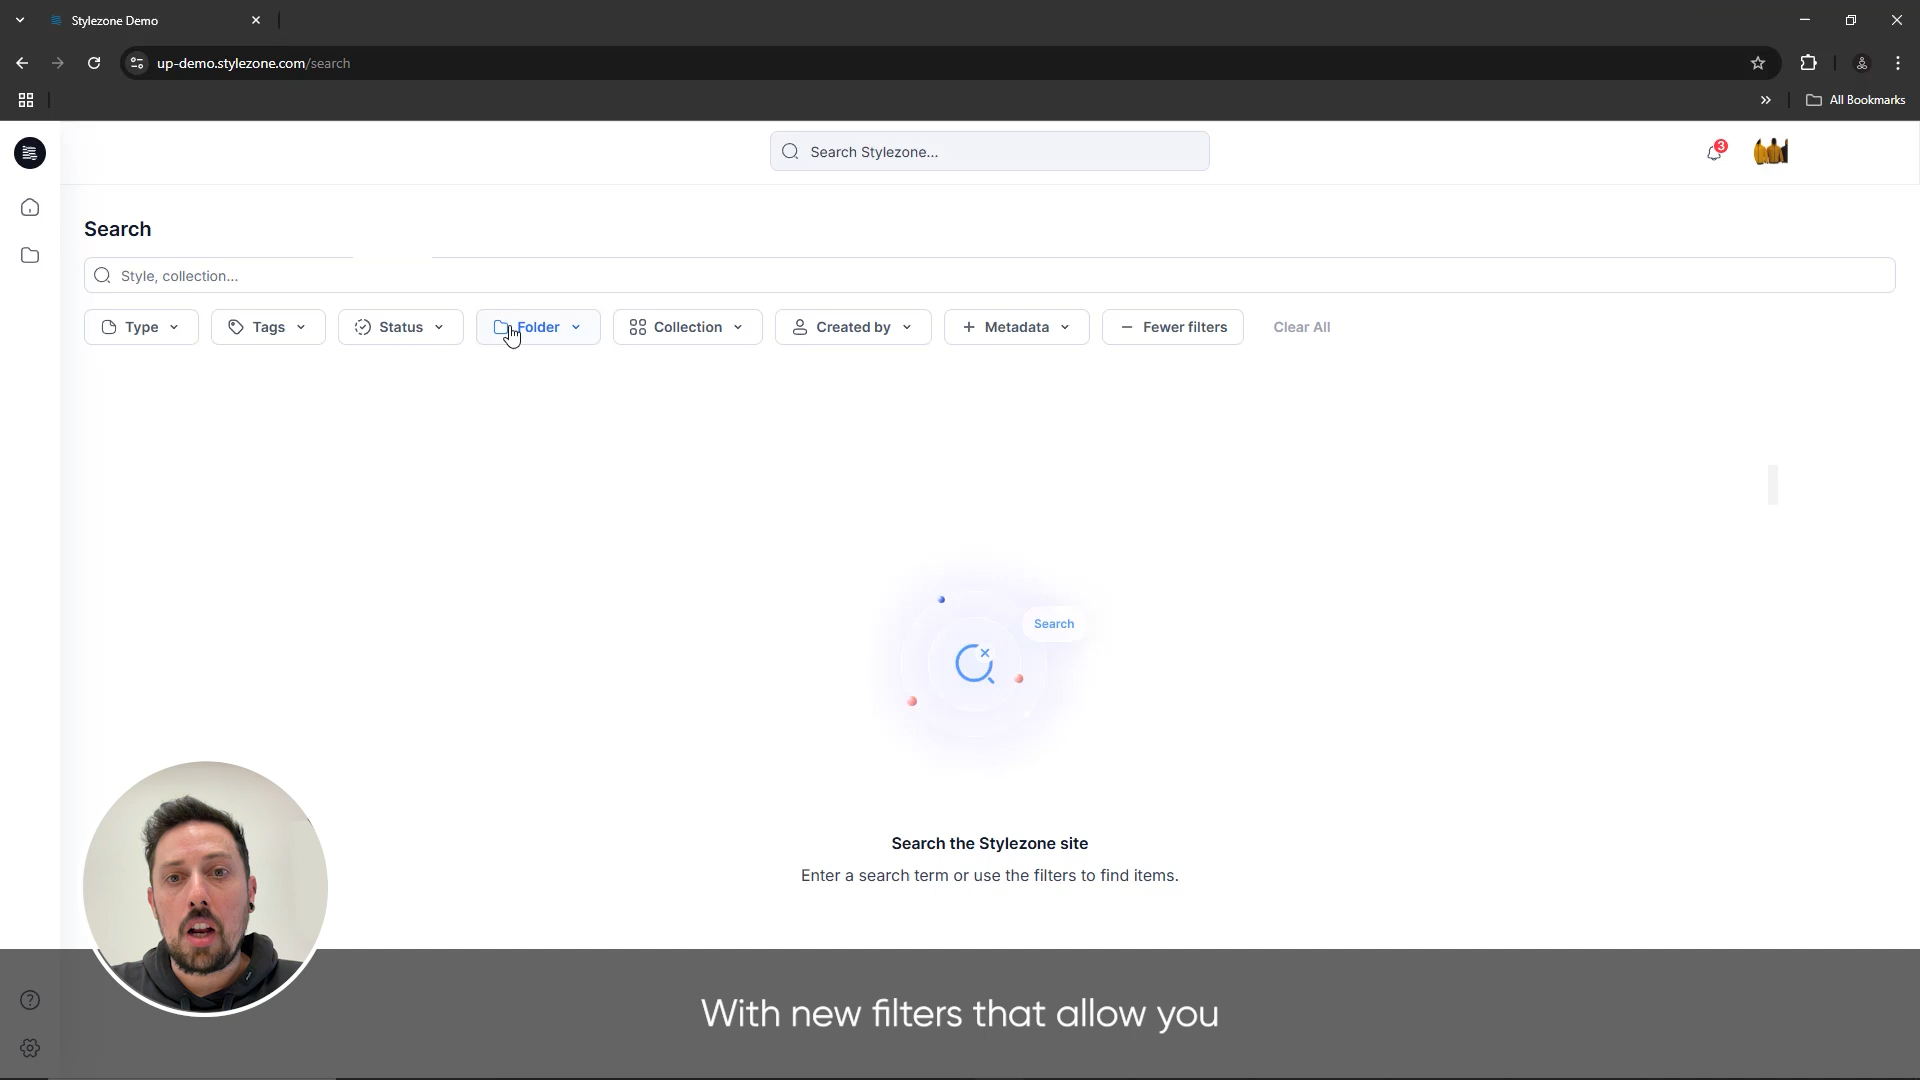 Stylezone Demo
up-demo.stylezone.com/search
All Bookmarks
Search Stylezone...
3
Search
Style, collection...
Type
Tags
Status
Folder
Collection
Created by
Metadata
Fewer filters
Clear All
Search
Search the Stylezone site
Enter a search term or use the filters to find items.
With new filters that allow you